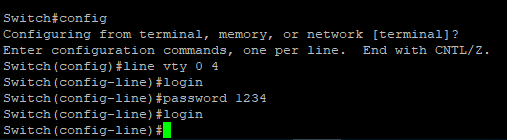 Switch#config
Configuring from terminal, memory, or network [terminal]?
Enter configuration commands, one per line.  End with CNTL/Z.
Switch(config)#line vty 0 4
Switch(config-line)#login
Switch(config-line)#password 1234
Switch(config-line)#login
Switch(config-line)#